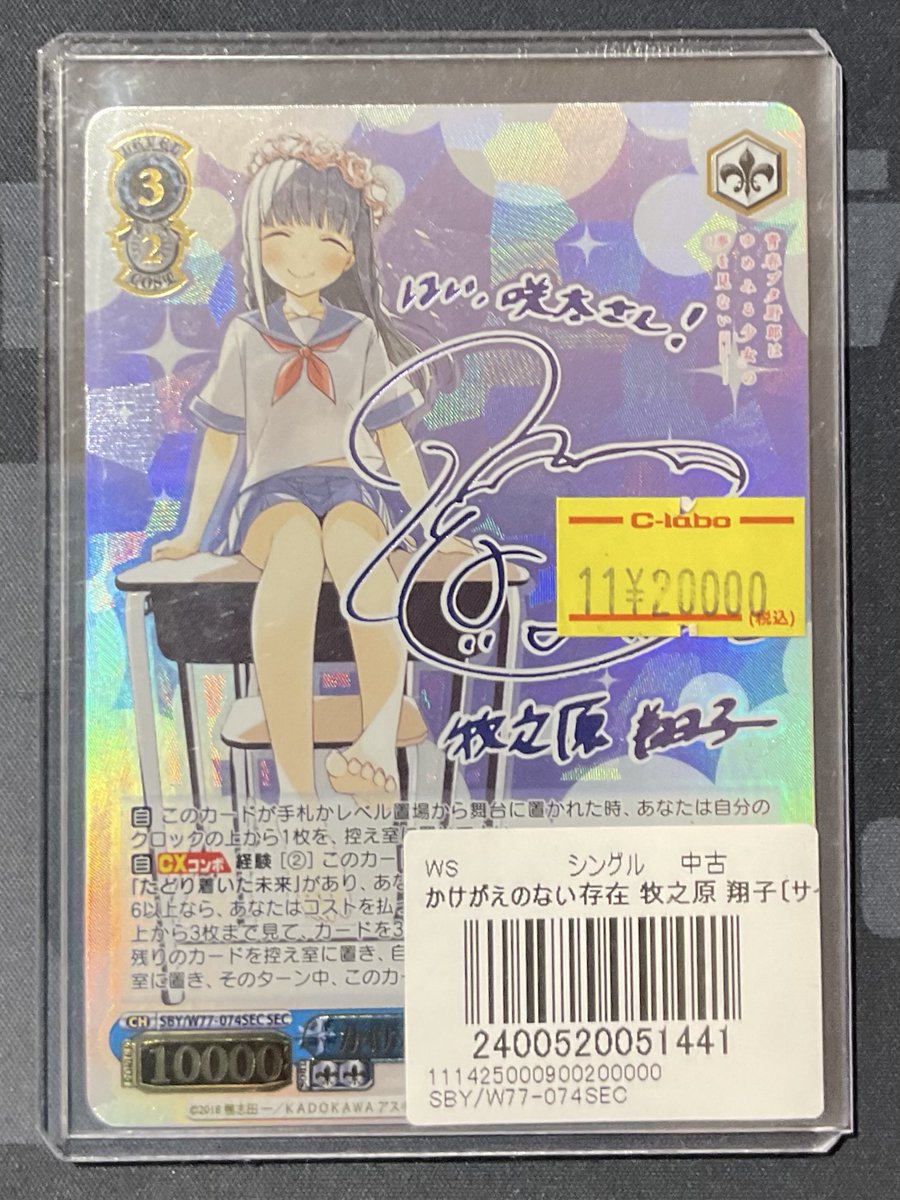 LEVEL
3
2
COST
青春ブタ野郎は
ゆめみる少女の
夢を見ない
はい、咲太さん!
C-labo
11¥20000
(税込)
牧之原 翔子
このカードが手札かレベル置場から舞台に置かれた時、あなたは自分の
クロックの上から1枚を、控え室に
CXコンボ 経験 [②] このカー
「たどり着いた未来」があり、あな
6以上なら、あなたはコストを払
上から3枚まで見て、カードを3
残りのカードを控え室に置き、自
室に置き、そのターン中、このカー
CH SBY/W77-074SEC SEC
POWER
10000
SOUL
©2018 鴨志田 一/KADOKAWA アスキ
WS シングル 中古
かけがえのない存在 牧之原 翔子〔サイ
2400520051441
111425000900200000
SBY/W77-074SEC